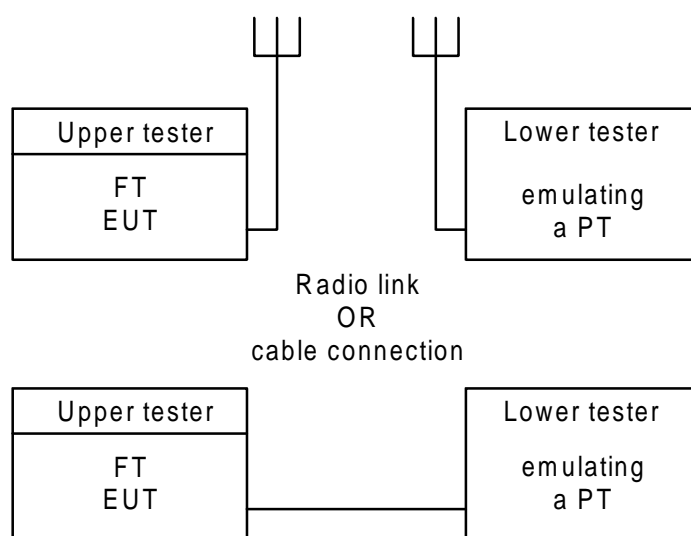 Upper tester
FT
EUT
Lower tester
emulating
a PT
Radio link
OR
cable connection
Upper tester
FT
EUT
Lower tester
emulating
a PT